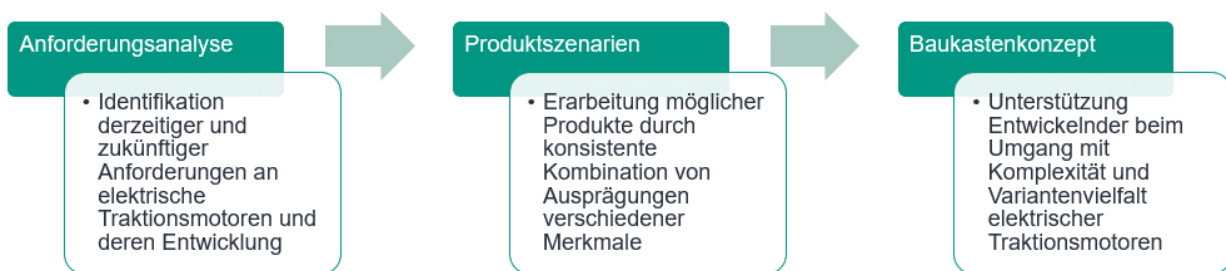 Anforderungsanalyse
• Identifikation
derzeitiger und
zukünftiger
Anforderungen an
elektrische
Traktionsmotoren und
deren Entwicklung
Produktszenarien
• Erarbeitung möglicher
Produkte durch
konsistente
Kombination von
Ausprägungen
verschiedener
Merkmale
Baukastenkonzept
• Unterstützung
Entwickelnder beim
Umgang mit
Komplexität und
Variantenvielfalt
elektrischer
Traktionsmotoren